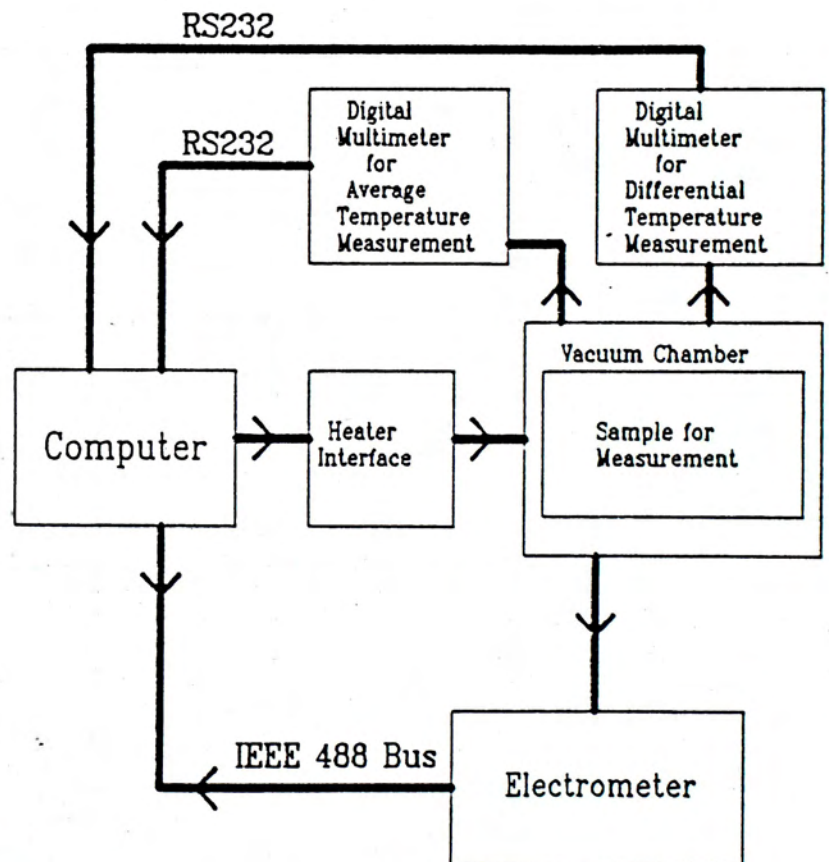 RS232
RS232
Digital
Multimeter
for
Average
Temperature
Measurement
Digital
Multimeter
for
Differential
Temperature
Measurement
Vacuum Chamber
Computer
Heater
Interface
Sample for
Measurement
IEEE 488 Bus
Electrometer